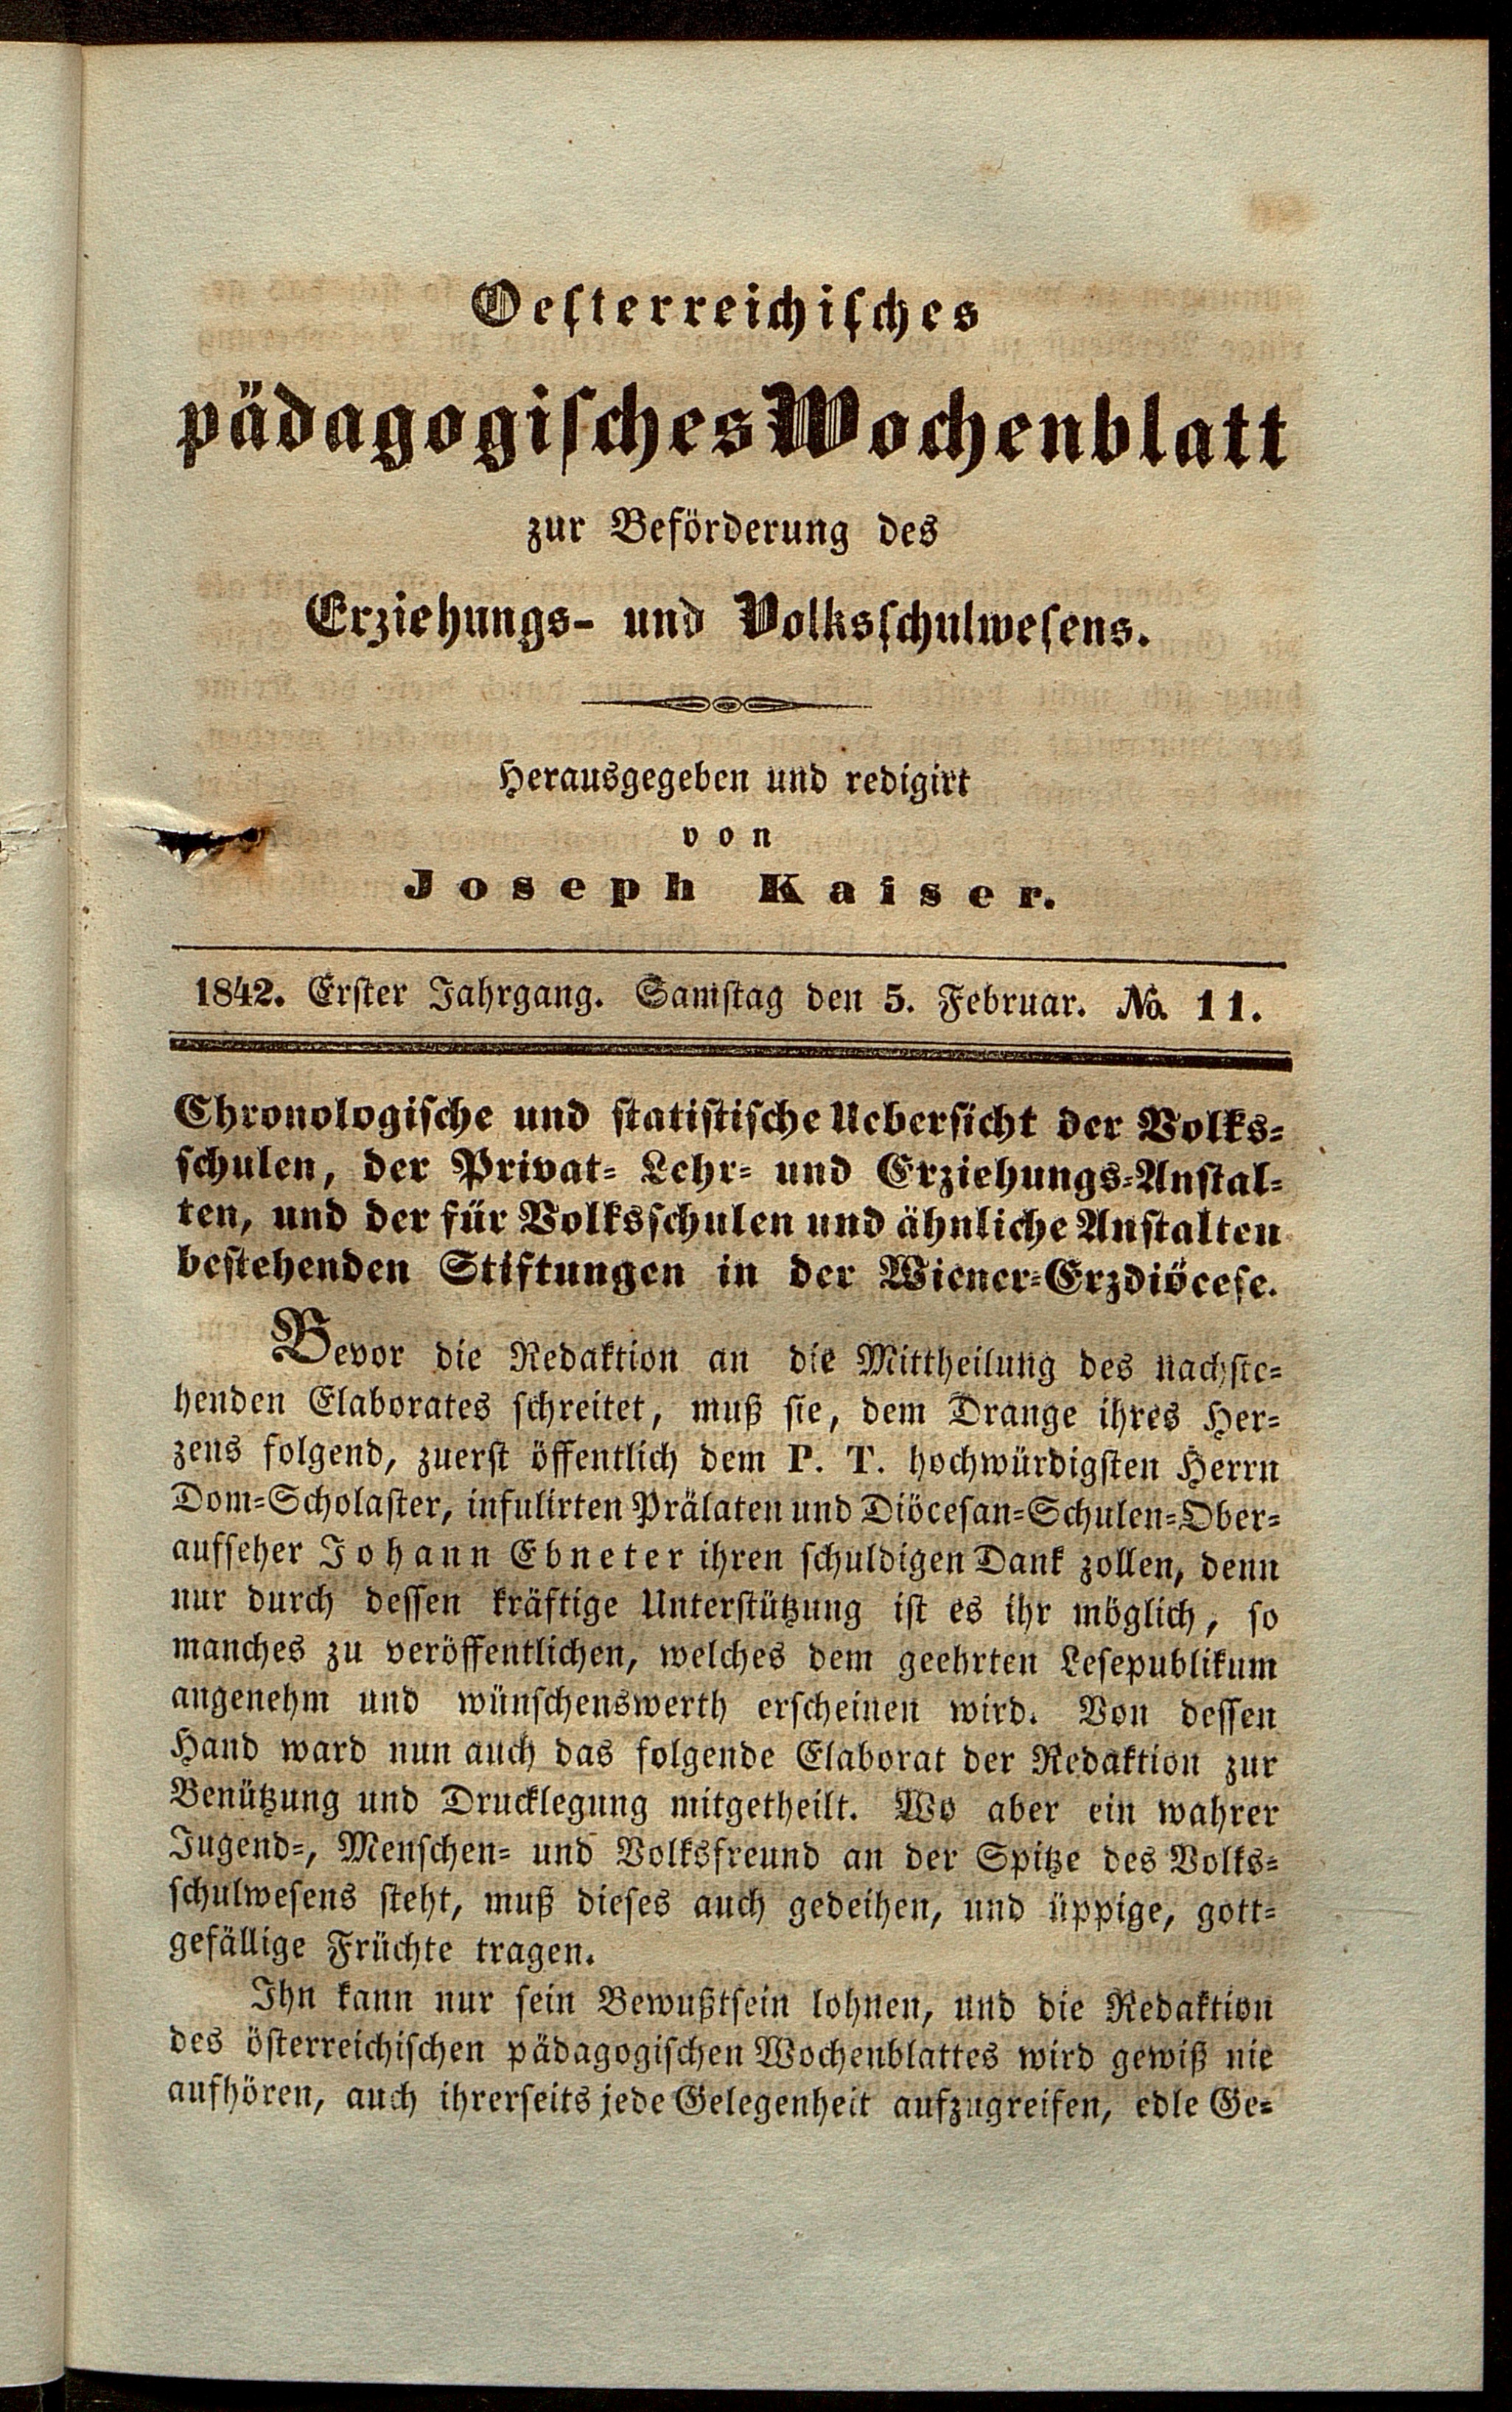 Oesterreichisches
pädagogisches Wochenblatt
zur Beförderung des
Erziehungs- und Volksschulwesens.
Herausgegeben und redigirt
von
Joseph Kaiser.
1842. Erster Jahrgang. Samstag den 5. Februar. No. 11.
Chronologische und statistische Uebersicht der Volks-
schulen, der Privat- Lehr- und Erziehungs-Anstal-
ten, und der für Volksschulen und ähnliche Anstalten
bestehenden Stiftungen in der Wiener-Erzdiöcese.
Bevor die Redaktion an die Mittheilung des nachste-
henden Elaborates schreitet, muß sie, dem Drange ihres Her-
zens folgend, zuerst öffentlich dem P. T. hochwürdigsten Herrn
Dom-Scholaster, infulirten Prälaten und Diöcesan-Schulen-Ober-
aufseher Johann Ebneter ihren schuldigen Dank zollen, denn
nur durch dessen kräftige Unterstützung ist es ihr möglich, so
manches zu veröffentlichen, welches dem geehrten Lesepublikum
angenehm und wünschenswerth erscheinen wird. Von dessen
Hand ward nun auch das folgende Elaborat der Redaktion zur
Benützung und Drucklegung mitgetheilt. Wo aber ein wahrer
Jugend-, Menschen- und Volksfreund an der Spitze des Volks-
schulwesens steht, muß dieses auch gedeihen, und üppige, gott-
gefällige Früchte tragen.
Ihn kann nur sein Bewußtsein lohnen, und die Redaktion
des österreichischen pädagogischen Wochenblattes wird gewiß nie
aufhören, auch ihrerseits jede Gelegenheit aufzugreifen, edle Ge-